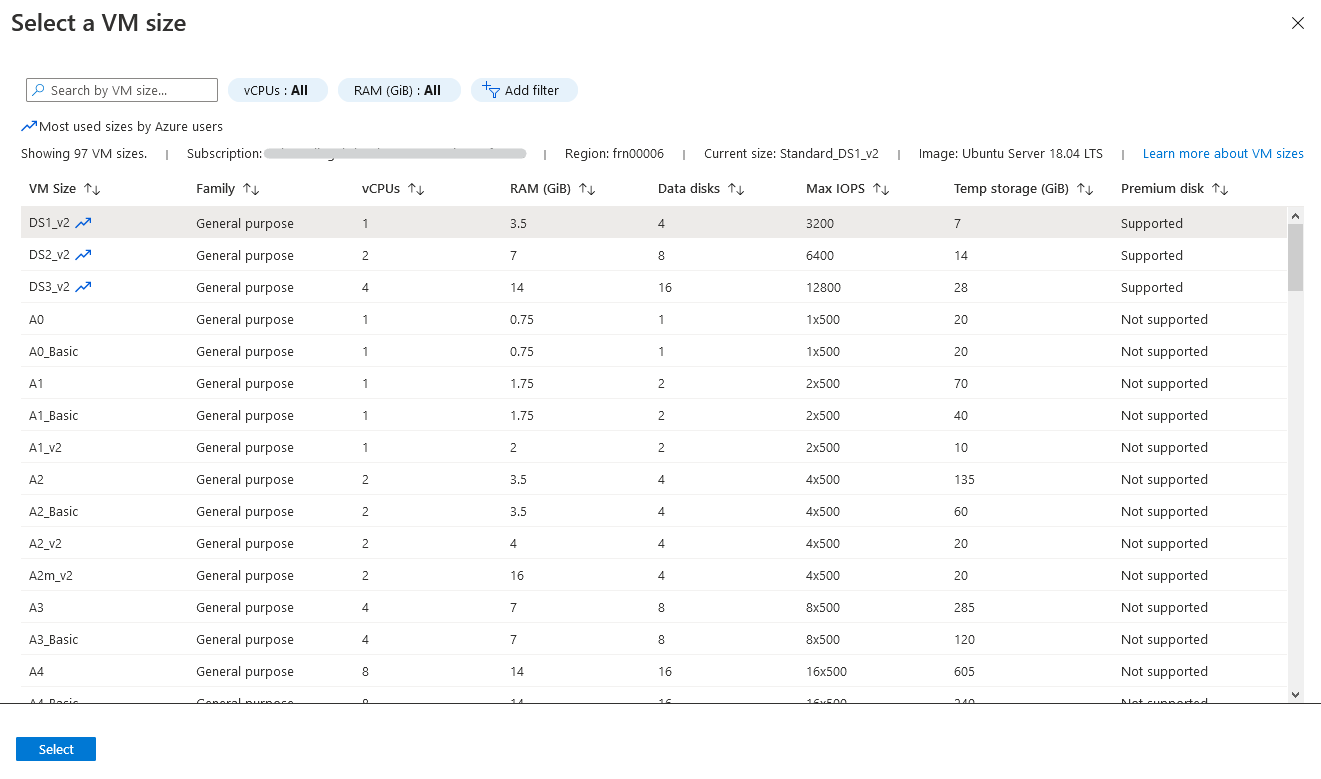 Select a VM size
Search by VM size...
vCPUs : All
RAM (GiB) : All
Add filter
Most used sizes by Azure users
Showing 97 VM sizes. | Subscription: | Region: frn00006 | Current size: Standard_DS1_v2 | Image: Ubuntu Server 18.04 LTS | Learn more about VM sizes
VM Size Family vCPUs RAM (GiB) Data disks Max IOPS Temp storage (GiB) Premium disk
DS1_v2 General purpose 1 3.5 4 3200 7 Supported
DS2_v2 General purpose 2 7 8 6400 14 Supported
DS3_v2 General purpose 4 14 16 12800 28 Supported
A0 General purpose 1 0.75 1 1x500 20 Not supported
A0_Basic General purpose 1 0.75 1 1x500 20 Not supported
A1 General purpose 1 1.75 2 2x500 70 Not supported
A1_Basic General purpose 1 1.75 2 2x500 40 Not supported
A1_v2 General purpose 1 2 2 2x500 10 Not supported
A2 General purpose 2 3.5 4 4x500 135 Not supported
A2_Basic General purpose 2 3.5 4 4x500 60 Not supported
A2_v2 General purpose 2 4 4 4x500 20 Not supported
A2m_v2 General purpose 2 16 4 4x500 20 Not supported
A3 General purpose 4 7 8 8x500 285 Not supported
A3_Basic General purpose 4 7 8 8x500 120 Not supported
A4 General purpose 8 14 16 16x500 605 Not supported
A4_Basic General purpose 8 14 16 16x500 240 Not supported
Select